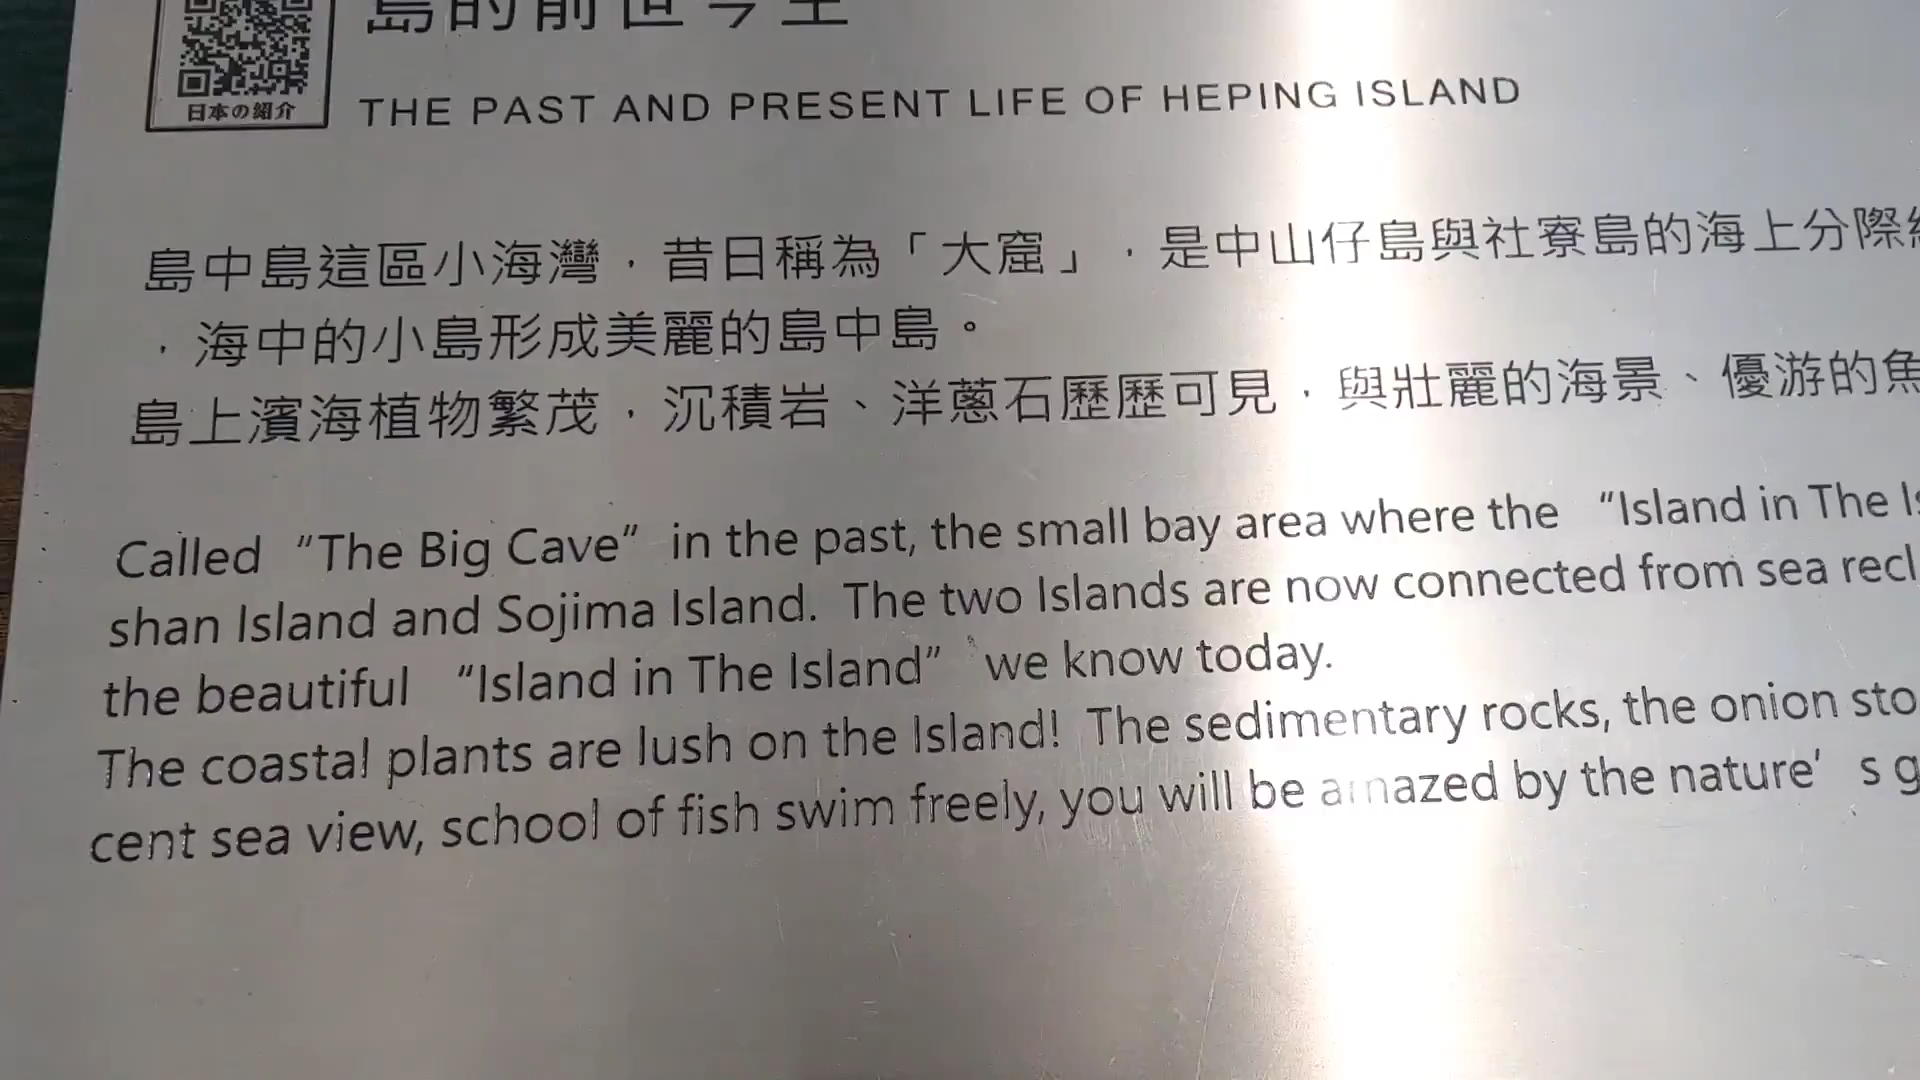 島的前世今生
日本の紹介
THE PAST AND PRESENT LIFE OF HEPING ISLAND
島中島這區小海灣，昔日稱為「大窟」，是中山仔島與社寮島的海上分際
，海中的小島形成美麗的島中島。
島上濱海植物繁茂，沉積岩、洋蔥石歷歷可見，與壯麗的海景、優游的魚
Called “The Big Cave” in the past, the small bay area where the “Island in The
shan Island and Sojima Island. The two Islands are now connected from sea
the beautiful “Island in The Island” we know today.
The coastal plants are lush on the Island! The sedimentary rocks, the onion
cent sea view, school of fish swim freely, you will be amazed by the nature’s